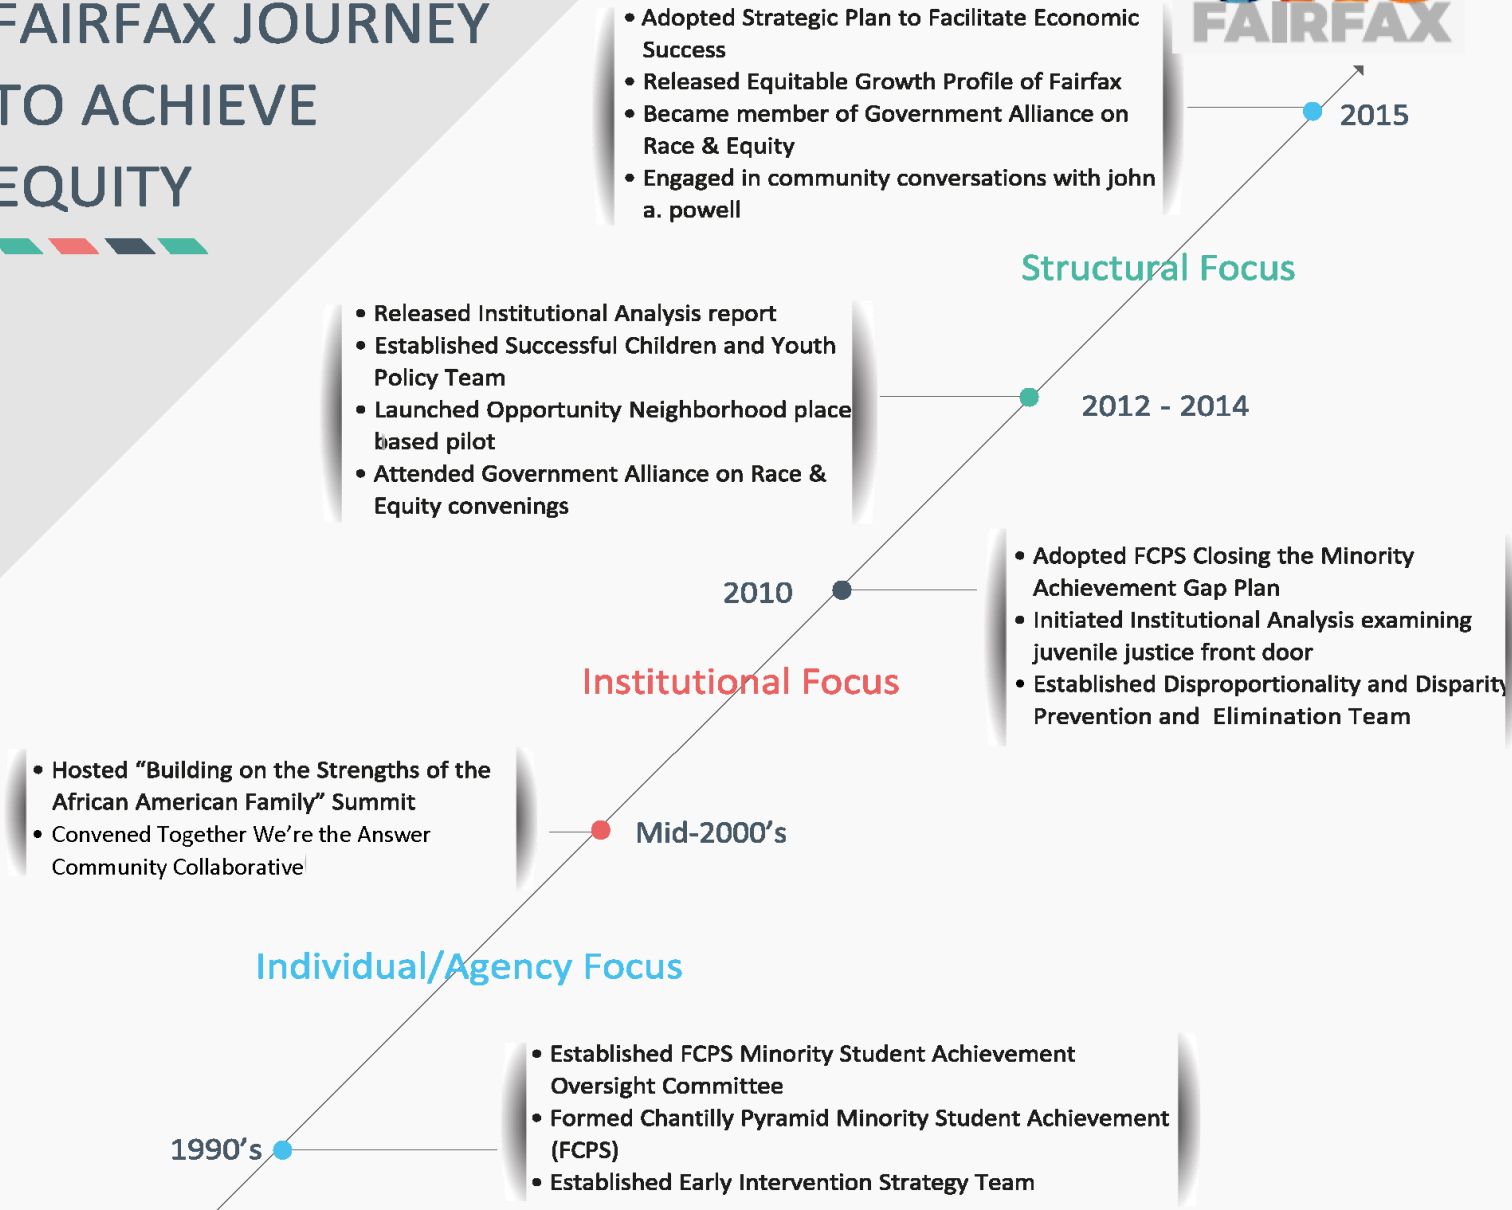 FAIRFAX JOURNEY
TO ACHIEVE
EQUITY
FAIRFAX
• Adopted Strategic Plan to Facilitate Economic
Success
• Released Equitable Growth Profile of Fairfax
• Became member of Government Alliance on
Race & Equity
• Engaged in community conversations with john
a. powell
2015
Structural Focus
• Released Institutional Analysis report
• Established Successful Children and Youth
Policy Team
• Launched Opportunity Neighborhood place
based pilot
• Attended Government Alliance on Race &
Equity convenings
2012 - 2014
2010
• Adopted FCPS Closing the Minority
Achievement Gap Plan
• Initiated Institutional Analysis examining
juvenile justice front door
• Established Disproportionality and Disparity
Prevention and Elimination Team
Institutional Focus
• Hosted “Building on the Strengths of the
African American Family” Summit
• Convened Together We’re the Answer
Community Collaborative
Mid-2000’s
Individual/Agency Focus
1990’s
• Established FCPS Minority Student Achievement
Oversight Committee
• Formed Chantilly Pyramid Minority Student Achievement
(FCPS)
• Established Early Intervention Strategy Team